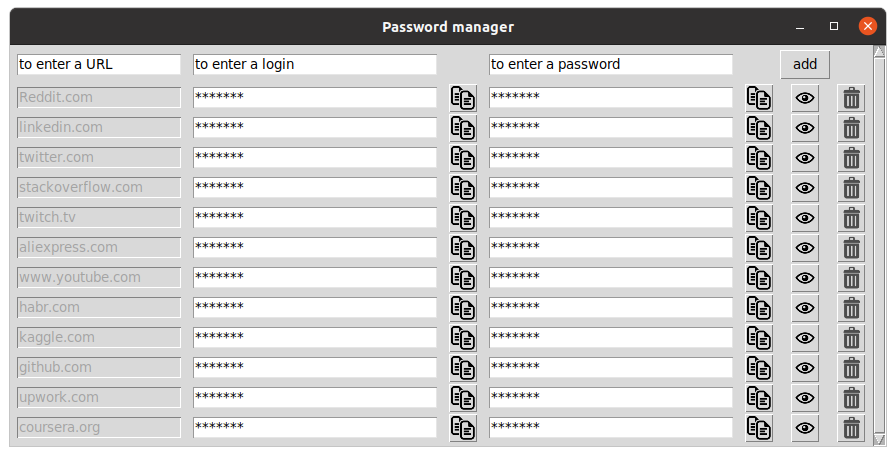 Password manager
to enter a URL to enter a login to enter a password add
Reddit.com ******* *******
linkedin.com ******* *******
twitter.com ******* *******
stackoverflow.com ******* *******
twitch.tv ******* *******
aliexpress.com ******* *******
www.youtube.com ******* *******
habr.com ******* *******
kaggle.com ******* *******
github.com ******* *******
upwork.com ******* *******
coursera.org ******* *******